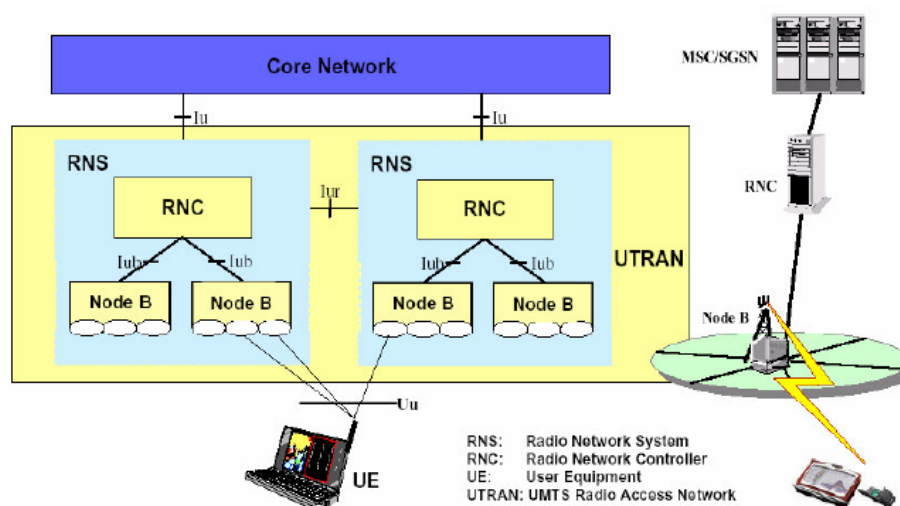 Core Network
MSC/SGSN
Iu
Iu
RNS
RNS
RNC
Iur
RNC
RNC
Iub
Iub
Iub
Iub
UTRAN
Node B
Node B
Node B
Node B
Node B
Uu
UE
RNS: Radio Network System
RNC: Radio Network Controller
UE: User Equipment
UTRAN: UMTS Radio Access Network